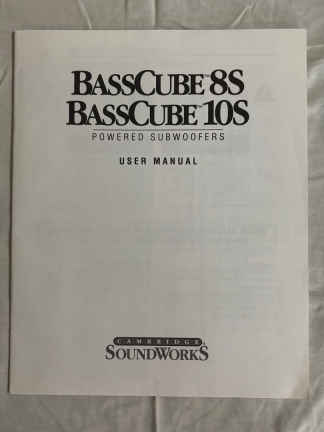 BASSCUBE™ 8S
BASSCUBE™ 10S
POWERED SUBWOOFERS
USER MANUAL
CAMBRIDGE
SOUNDWORKS